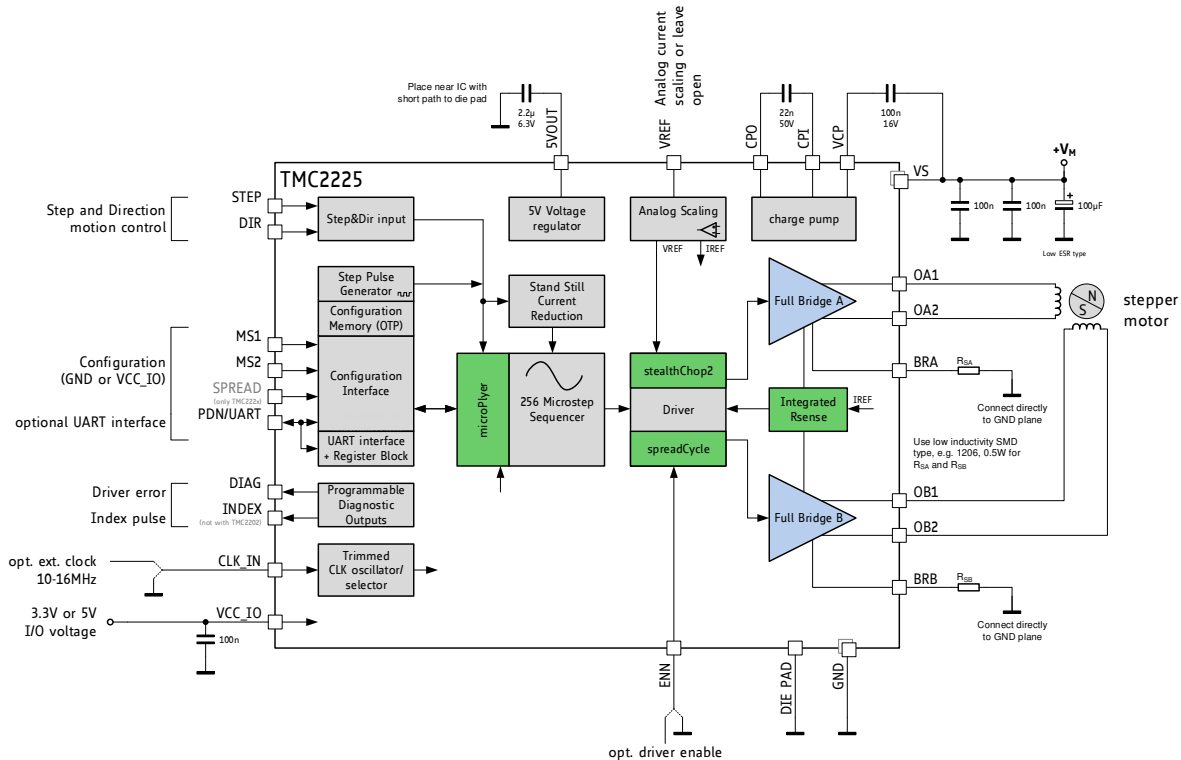 Place near IC with
short path to die pad
2.2µ
6.3V
5VOUT
VREF
Analog current
scaling or leave
open
CPO
22n
50V
CPI
VCP
100n
16V
+VM
VS
100n
100n
+
100µF
Low ESR type
TMC2225
Step and Direction
motion control
STEP
DIR
Step&Dir input
5V Voltage
regulator
Analog Scaling
VREF
IREF
charge pump
Step Pulse
Generator
Configuration
Memory (OTP)
Stand Still
Current
Reduction
Full Bridge A
OA1
OA2
N
S
stepper
motor
Configuration
(GND or VCC_IO)
optional UART interface
MS1
MS2
SPREAD
(only TMC222x)
PDN/UART
Configuration
Interface
UART interface
+ Register Block
microPlyer
256 Microstep
Sequencer
stealthChop2
Driver
spreadCycle
Integrated
Rsense
IREF
BRA
RSA
Connect directly
to GND plane
Use low inductivity SMD
type, e.g. 1206, 0.5W for
RSA and RSB
Driver error
Index pulse
DIAG
INDEX
(not with TMC2202)
Programmable
Diagnostic
Outputs
Full Bridge B
OB1
OB2
opt. ext. clock
10-16MHz
CLK_IN
Trimmed
CLK oscillator/
selector
BRB
RSB
Connect directly
to GND plane
3.3V or 5V
I/O voltage
VCC_IO
100n
ENN
DIE PAD
GND
opt. driver enable